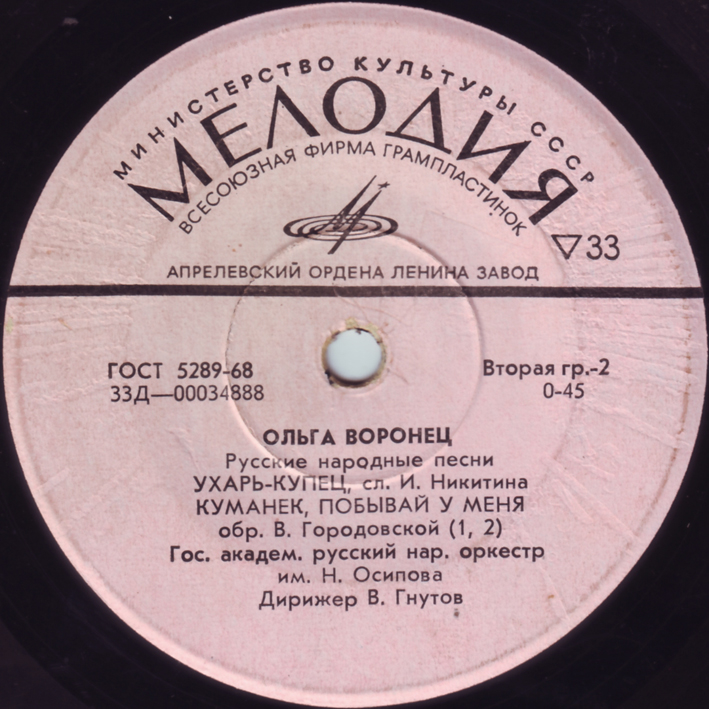 МИНИСТЕРСТВО КУЛЬТУРЫ СССР
МЕЛОДИЯ
ВСЕСОЮЗНАЯ ФИРМА ГРАМПЛАСТИНОК
▽33
АПРЕЛЕВСКИЙ ОРДЕНА ЛЕНИНА ЗАВОД
ГОСТ 5289-68
Вторая гр.-2
33Д—00034888
0-45
ОЛЬГА ВОРОНЕЦ
Русские народные песни
УХАРЬ-КУПЕЦ, сл. И. Никитина
КУМАНЕК, ПОБЫВАЙ У МЕНЯ
обр. В. Городовской (1, 2)
Гос. академ. русский нар. оркестр
им. Н. Осипова
Дирижер В. Гнутов